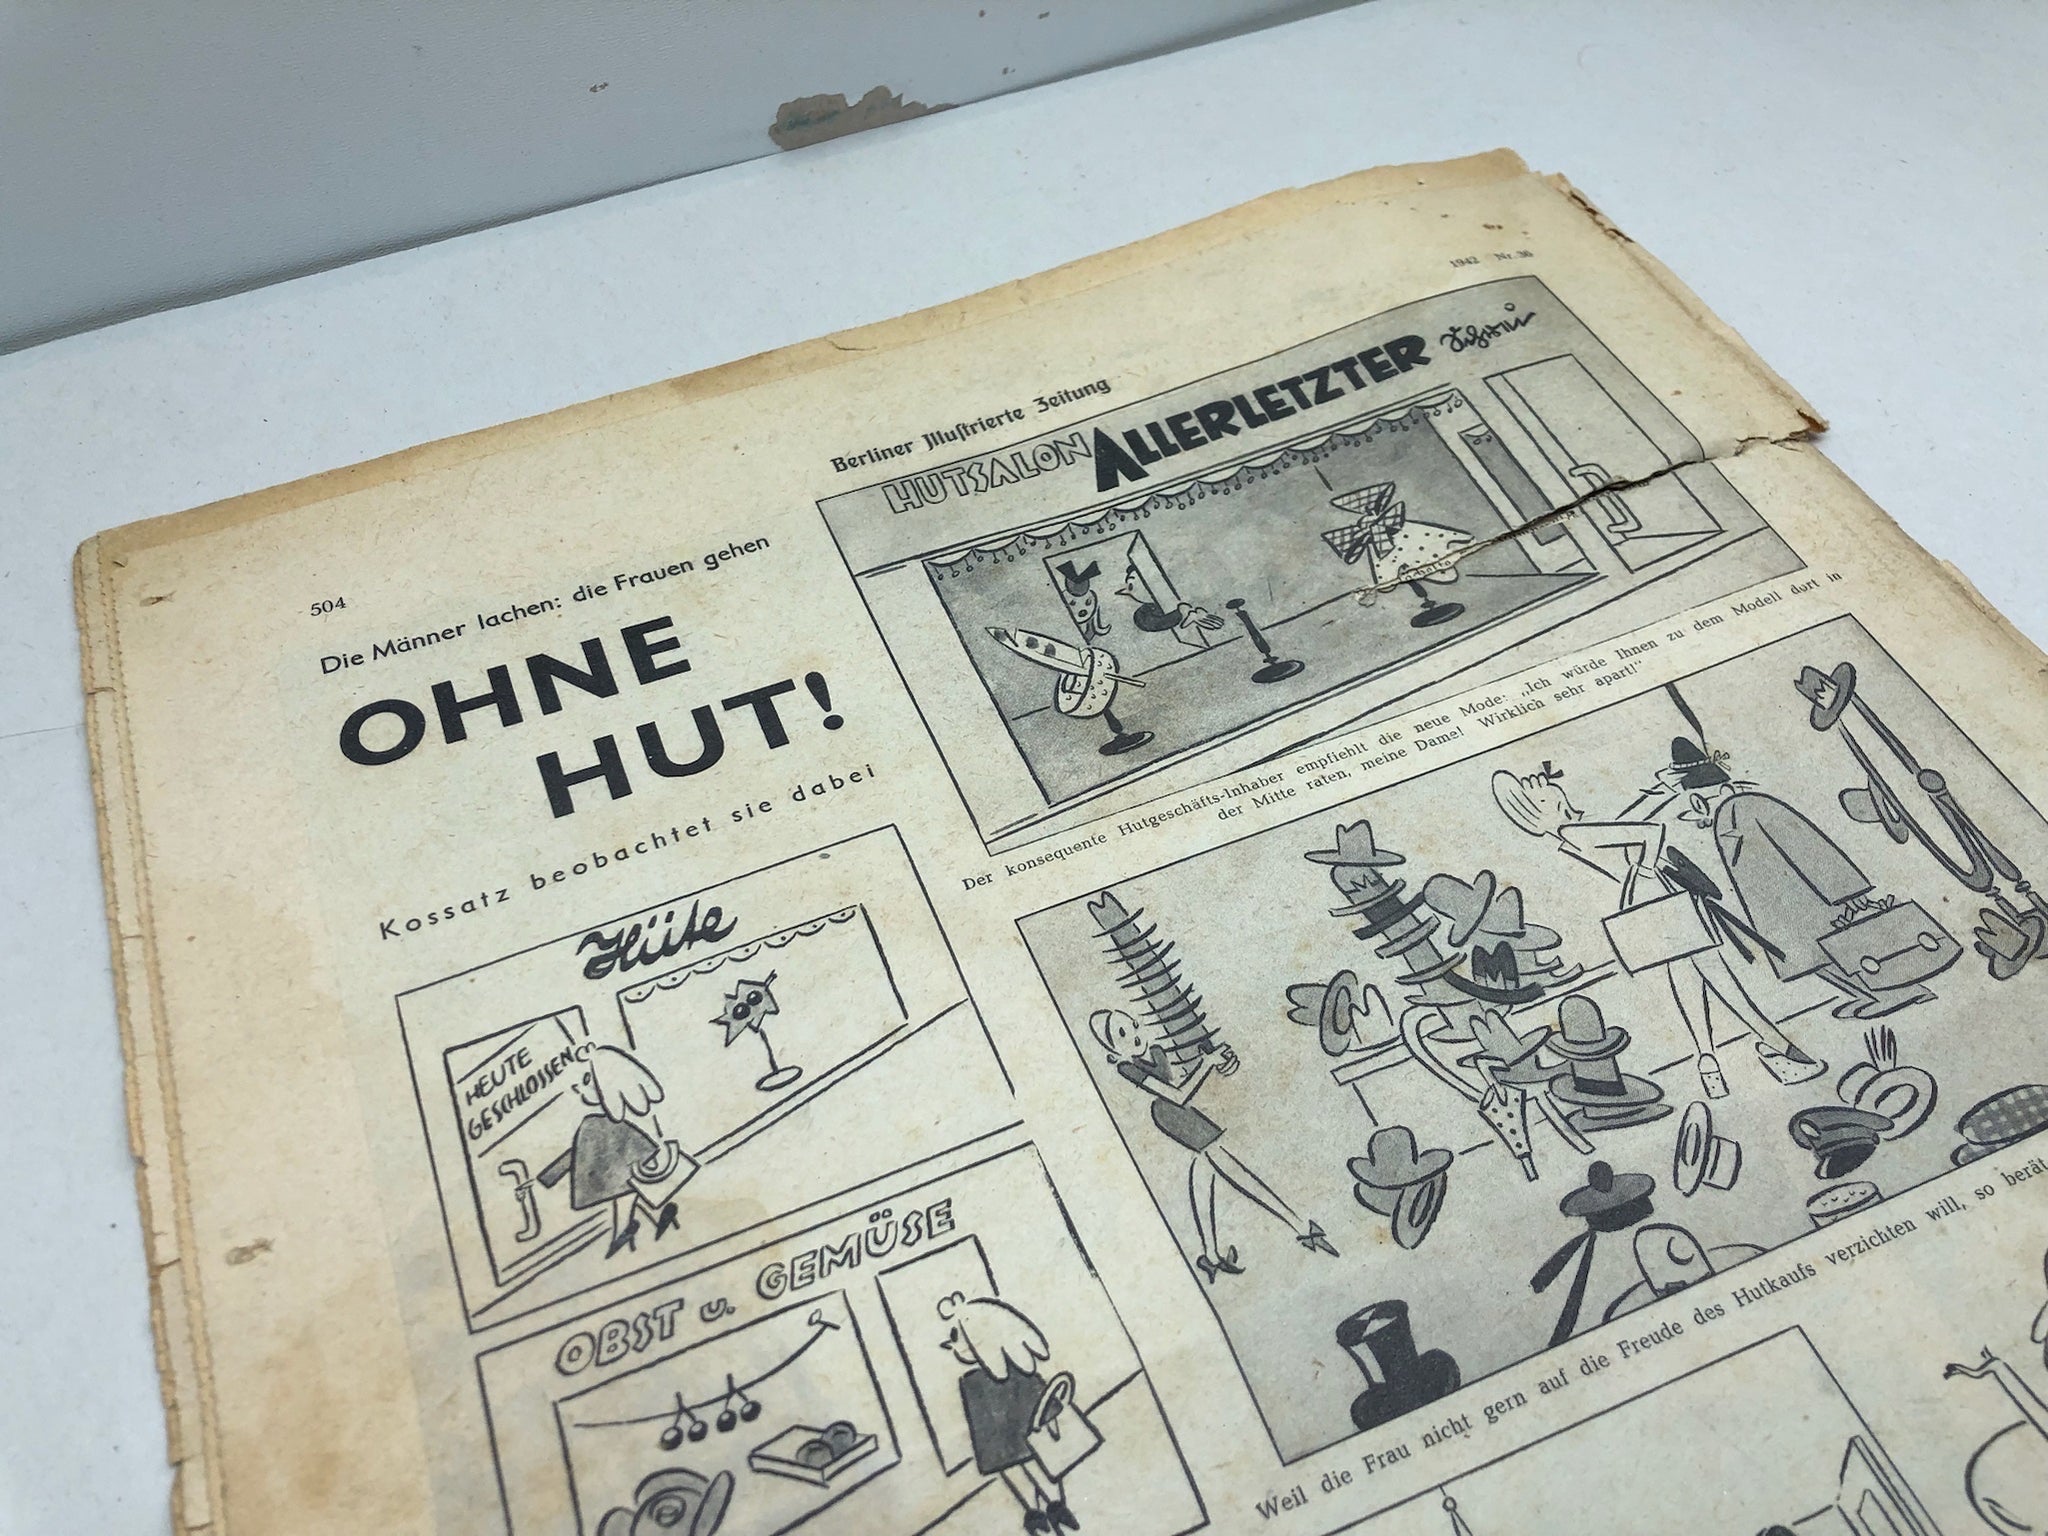 504
Berliner Illustrierte Zeitung
1942 Nr. 36
Die Männer lachen: die Frauen gehen
OHNE
HUT!
Kossatz beobachtet sie dabei
HUTSALON ALLERLETZTER
Der konsequente Hutgeschäfts-Inhaber empfiehlt die neue Mode: „Ich würde Ihnen zu dem Modell dort in
der Mitte raten, meine Dame! Wirklich sehr apart!“
Hüte
HEUTE
GESCHLOSSEN
OBST u. GEMÜSE
Weil die Frau nicht gern auf die Freude des Hutkaufs verzichten will, so berät